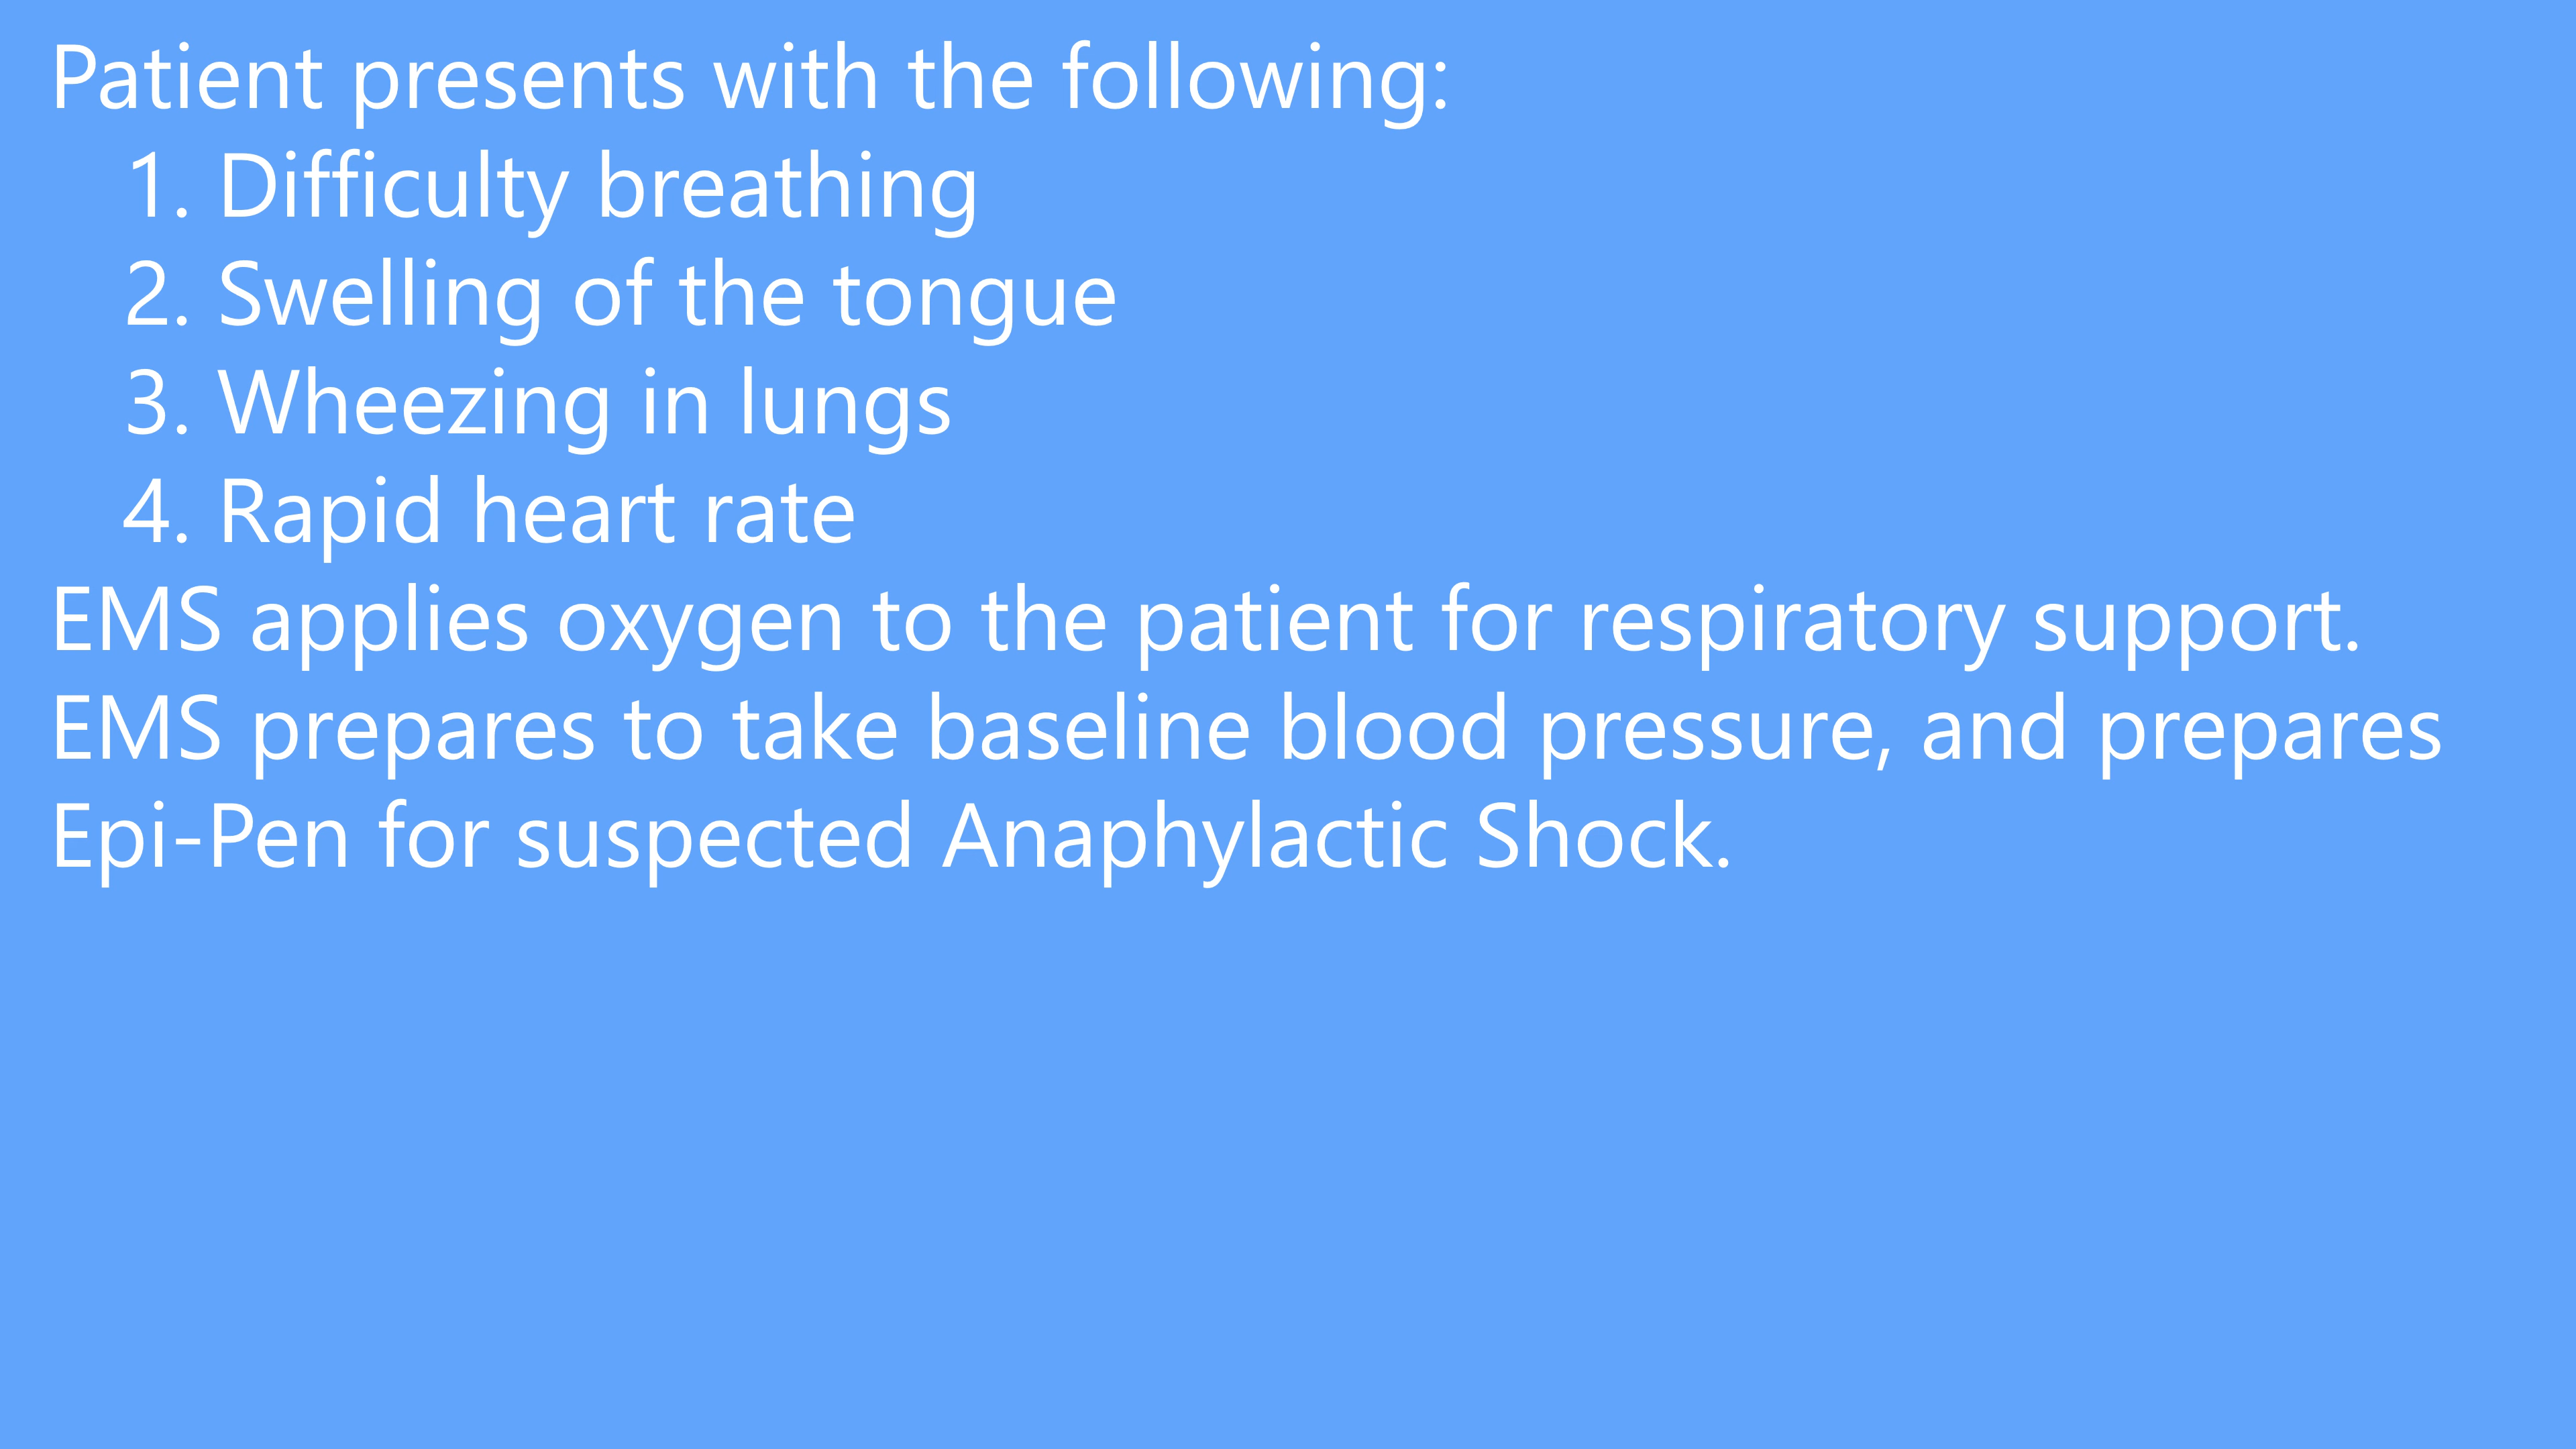 Patient presents with the following:
1. Difficulty breathing
2. Swelling of the tongue
3. Wheezing in lungs
4. Rapid heart rate
EMS applies oxygen to the patient for respiratory support.
EMS prepares to take baseline blood pressure, and prepares
Epi-Pen for suspected Anaphylactic Shock.